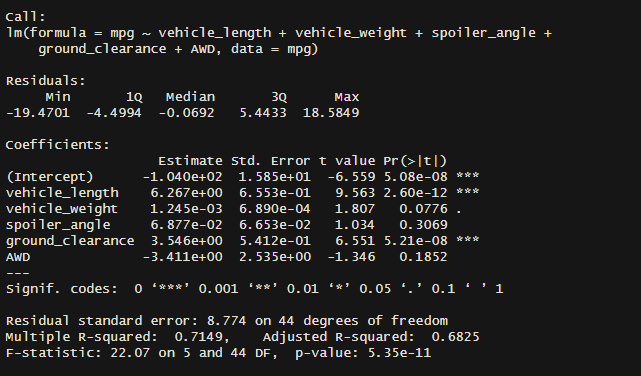 Call:
lm(formula = mpg ~ vehicle_length + vehicle_weight + spoiler_angle +
    ground_clearance + AWD, data = mpg)

Residuals:
     Min       1Q   Median       3Q      Max
-19.4701  -4.4994  -0.0692   5.4433  18.5849

Coefficients:
                   Estimate Std. Error t value Pr(>|t|)
(Intercept)      -1.040e+02  1.585e+01  -6.559 5.08e-08 ***
vehicle_length    6.267e+00  6.553e-01   9.563 2.60e-12 ***
vehicle_weight    1.245e-03  6.890e-04   1.807   0.0776 .
spoiler_angle     6.877e-02  6.653e-02   1.034   0.3069
ground_clearance  3.546e+00  5.412e-01   6.551 5.21e-08 ***
AWD              -3.411e+00  2.535e+00  -1.346   0.1852
---
Signif. codes:  0 ‘***’ 0.001 ‘**’ 0.01 ‘*’ 0.05 ‘.’ 0.1 ‘ ’ 1

Residual standard error: 8.774 on 44 degrees of freedom
Multiple R-squared:  0.7149,    Adjusted R-squared:  0.6825
F-statistic: 22.07 on 5 and 44 DF,  p-value: 5.35e-11